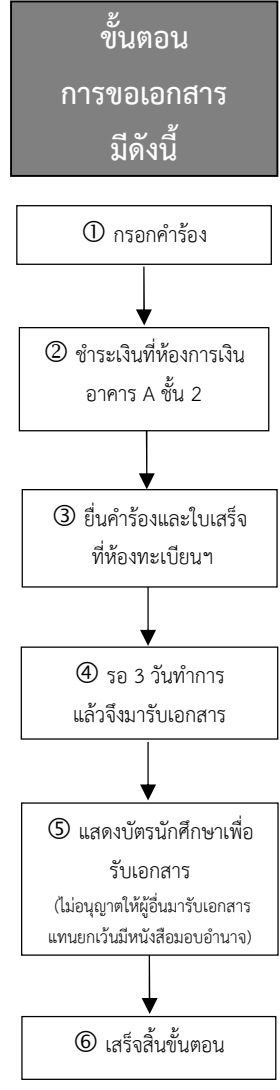 ขั้นตอน
การขอเอกสาร
มีดังนี้
① กรอกคำร้อง
② ชำระเงินที่ห้องการเงิน
อาคาร A ชั้น 2
③ ยื่นคำร้องและใบเสร็จ
ที่ห้องทะเบียนฯ
④ รอ 3 วันทำการ
แล้วจึงมารับเอกสาร
⑤ แสดงบัตรนักศึกษาเพื่อ
รับเอกสาร
(ไม่อนุญาตให้ผู้อื่นมารับเอกสาร
แทนยกเว้นมีหนังสือมอบอำนาจ)
⑥ เสร็จสิ้นขั้นตอน